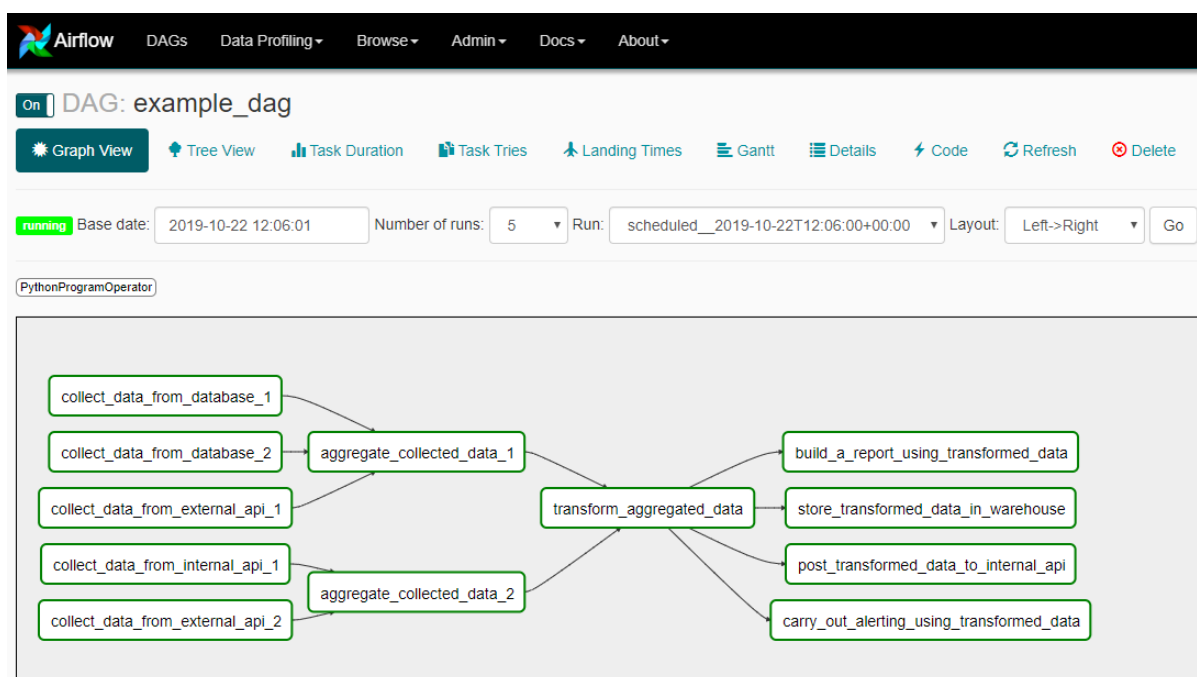 Airflow DAGs Data Profiling Browse Admin Docs About
On DAG: example_dag
Graph View Tree View Task Duration Task Tries Landing Times Gantt Details Code Refresh Delete
running Base date: 2019-10-22 12:06:01 Number of runs: 5 Run: scheduled__2019-10-22T12:06:00+00:00 Layout: Left->Right Go
PythonProgramOperator
collect_data_from_database_1
collect_data_from_database_2 aggregate_collected_data_1 build_a_report_using_transformed_data
collect_data_from_external_api_1 transform_aggregated_data store_transformed_data_in_warehouse
collect_data_from_internal_api_1 post_transformed_data_to_internal_api
aggregate_collected_data_2
collect_data_from_external_api_2 carry_out_alerting_using_transformed_data